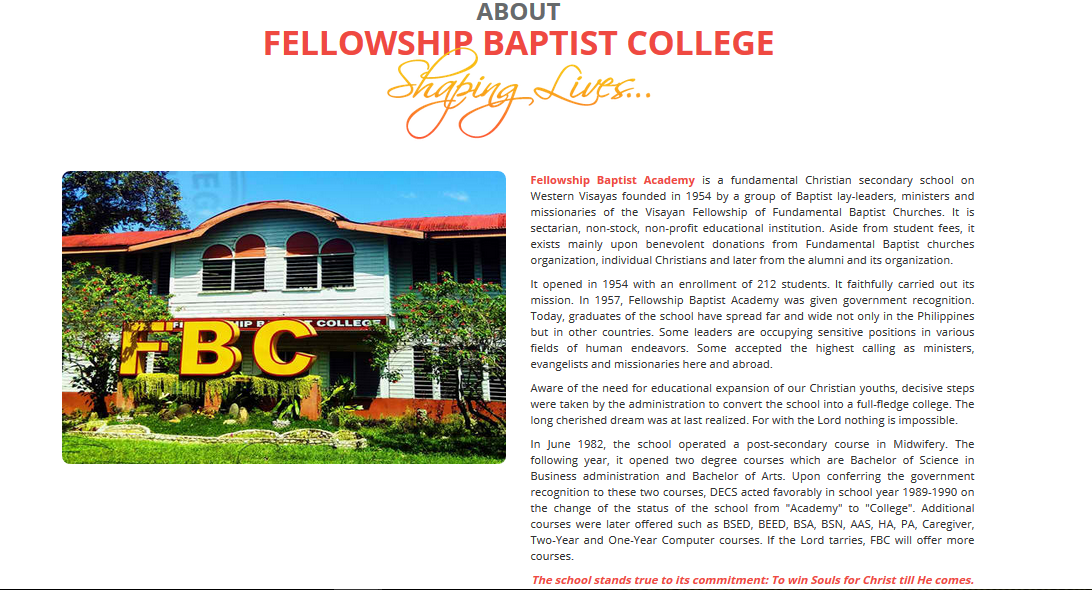 ABOUT
FELLOWSHIP BAPTIST COLLEGE
Shaping Lives...
FBC
BAPTIST COLLEGE
Fellowship Baptist Academy is a fundamental Christian secondary school on
Western Visayas founded in 1954 by a group of Baptist lay-leaders, ministers and
missionaries of the Visayan Fellowship of Fundamental Baptist Churches. It is
sectarian, non-stock, non-profit educational institution. Aside from student fees, it
exists mainly upon benevolent donations from Fundamental Baptist churches
organization, individual Christians and later from the alumni and its organization.
It opened in 1954 with an enrollment of 212 students. It faithfully carried out its
mission. In 1957, Fellowship Baptist Academy was given government recognition.
Today, graduates of the school have spread far and wide not only in the Philippines
but in other countries. Some leaders are occupying sensitive positions in various
fields of human endeavors. Some accepted the highest calling as ministers,
evangelists and missionaries here and abroad.
Aware of the need for educational expansion of our Christian youths, decisive steps
were taken by the administration to convert the school into a full-fledge college. The
long cherished dream was at last realized. For with the Lord nothing is impossible.
In June 1982, the school operated a post-secondary course in Midwifery. The
following year, it opened two degree courses which are Bachelor of Science in
Business administration and Bachelor of Arts. Upon conferring the government
recognition to these two courses, DECS acted favorably in school year 1989-1990 on
the change of the status of the school from "Academy" to "College". Additional
courses were later offered such as BSED, BEED, BSA, BSN, AAS, HA, PA, Caregiver,
Two-Year and One-Year Computer courses. If the Lord tarries, FBC will offer more
courses.
The school stands true to its commitment: To win Souls for Christ till He comes.